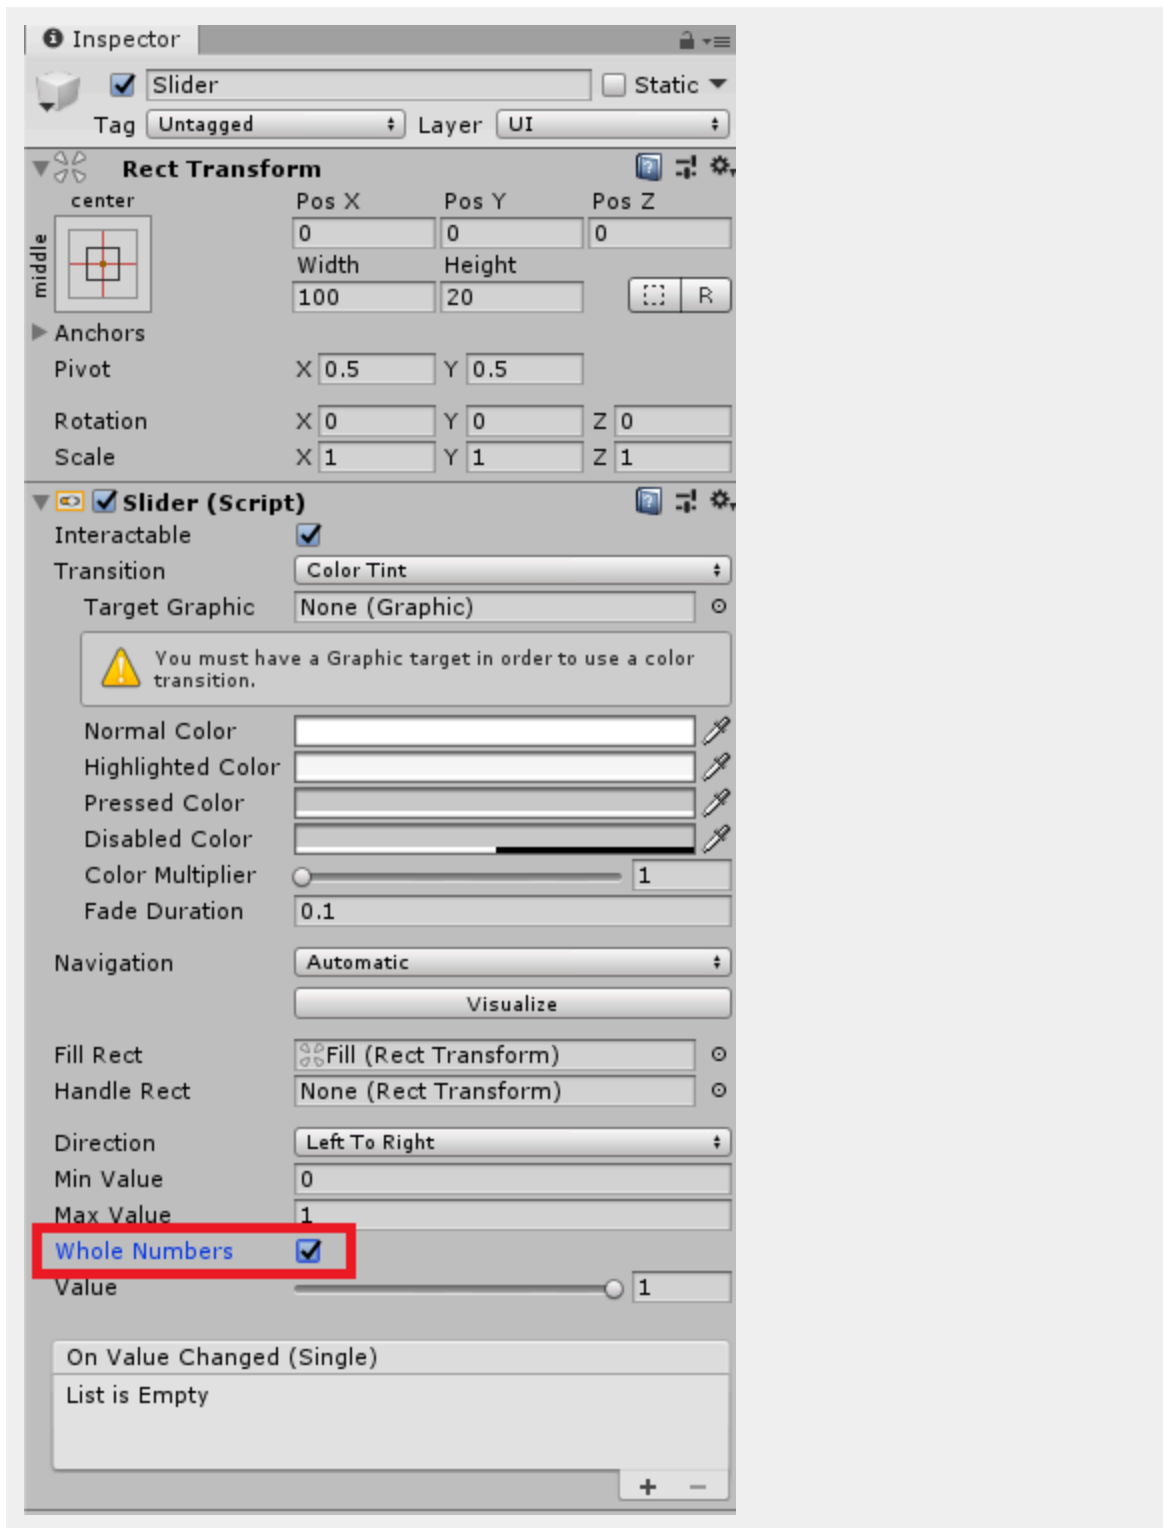 Inspector
Slider Static
Tag Untagged Layer UI
Rect Transform
center Pos X Pos Y Pos Z
middle 0 0 0
Width Height
100 20 R
Anchors
Pivot X 0.5 Y 0.5
Rotation X 0 Y 0 Z 0
Scale X 1 Y 1 Z 1
Slider (Script)
Interactable
Transition Color Tint
Target Graphic None (Graphic)
You must have a Graphic target in order to use a color
transition.
Normal Color
Highlighted Color
Pressed Color
Disabled Color
Color Multiplier 1
Fade Duration 0.1
Navigation Automatic
Visualize
Fill Rect Fill (Rect Transform)
Handle Rect None (Rect Transform)
Direction Left To Right
Min Value 0
Max Value 1
Whole Numbers
Value 1
On Value Changed (Single)
List is Empty